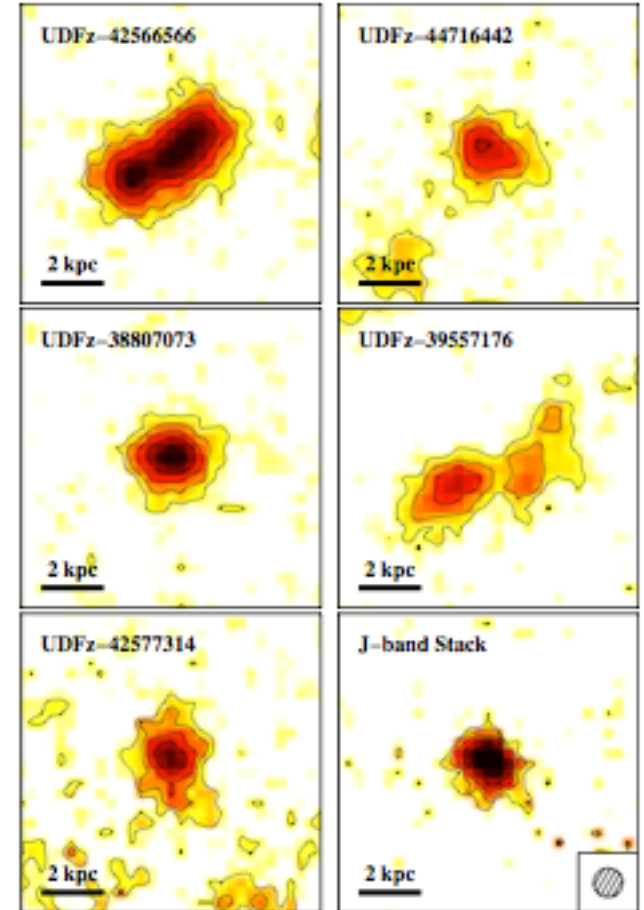 UDFz-42566566
2 kpc
UDFz-44716442
2 kpc
UDFz-38807073
2 kpc
UDFz-39557176
2 kpc
UDFz-42577314
2 kpc
J-band Stack
2 kpc